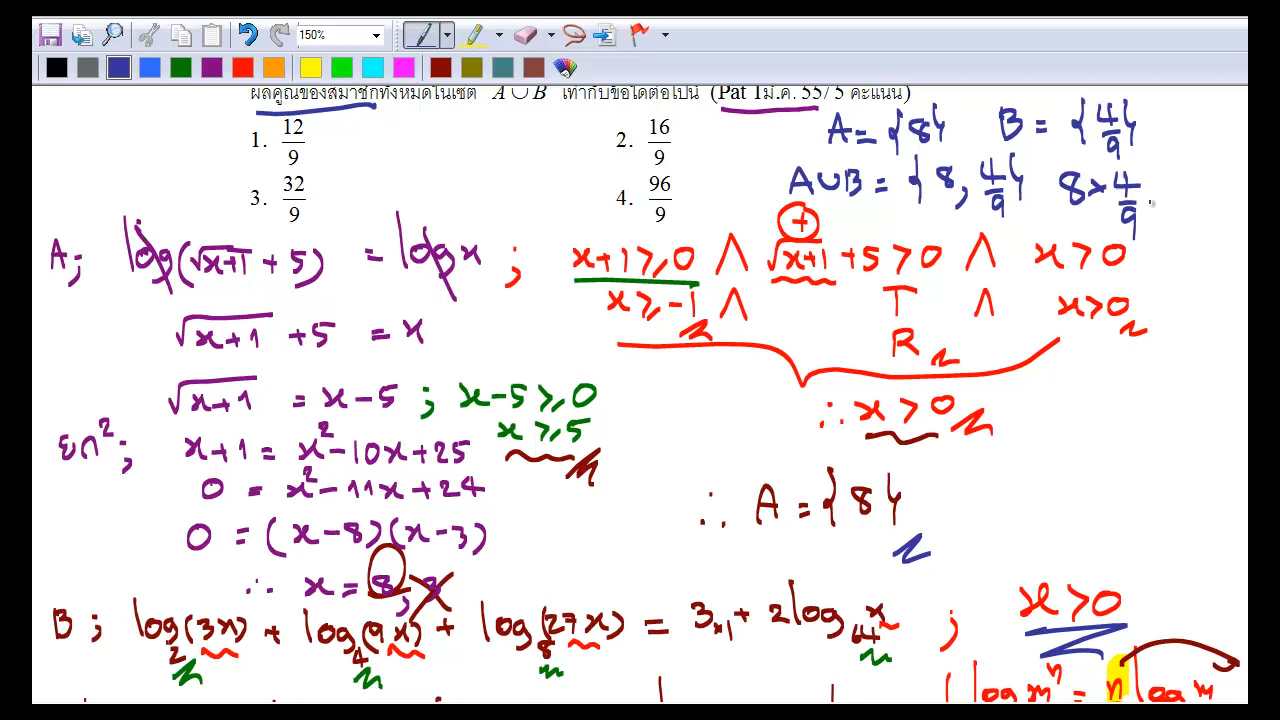 150%
ผลคูณของสมาชิกทั้งหมดในเซต A ∪ B เท่ากับข้อใดต่อไปนี้ (Pat 1มี.ค. 55/ 5 คะแนน)
1. 12/9 2. 16/9
3. 32/9 4. 96/9
A = {8} B = {4/9}
A∪B = {8, 4/9} 8×4/9
A; log(√x+1 + 5) = log x ; x+1 ≥ 0 ∧ √x+1 + 5 > 0 ∧ x > 0
+
x ≥ -1 ∧ T ∧ x > 0
R
√x+1 + 5 = x
√x+1 = x-5 ; x-5 ≥ 0
∴ x > 0
x ≥ 5
ยก²; x+1 = x²-10x+25
0 = x²-11x+24
∴ A = {8}
0 = (x-8)(x-3)
∴ x = 8, 3
B ; log₂(3x) + log₄(9x) + log₈(27x) = 3×1 + 2log₆₄x ; x > 0
log mⁿ = n log m